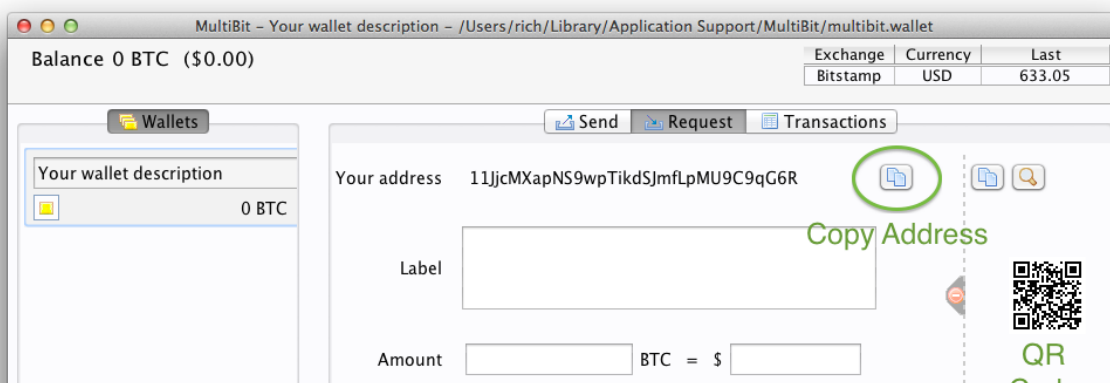 MultiBit – Your wallet description – /Users/rich/Library/Application Support/MultiBit/multibit.wallet
Balance 0 BTC ($0.00)
Exchange Currency Last
Bitstamp USD 633.05
Wallets
Send Request Transactions
Your wallet description
0 BTC
Your address 11JjcMXapNS9wpTikdSJmfLpMU9C9qG6R
Copy Address
Label
Amount BTC = $
QR